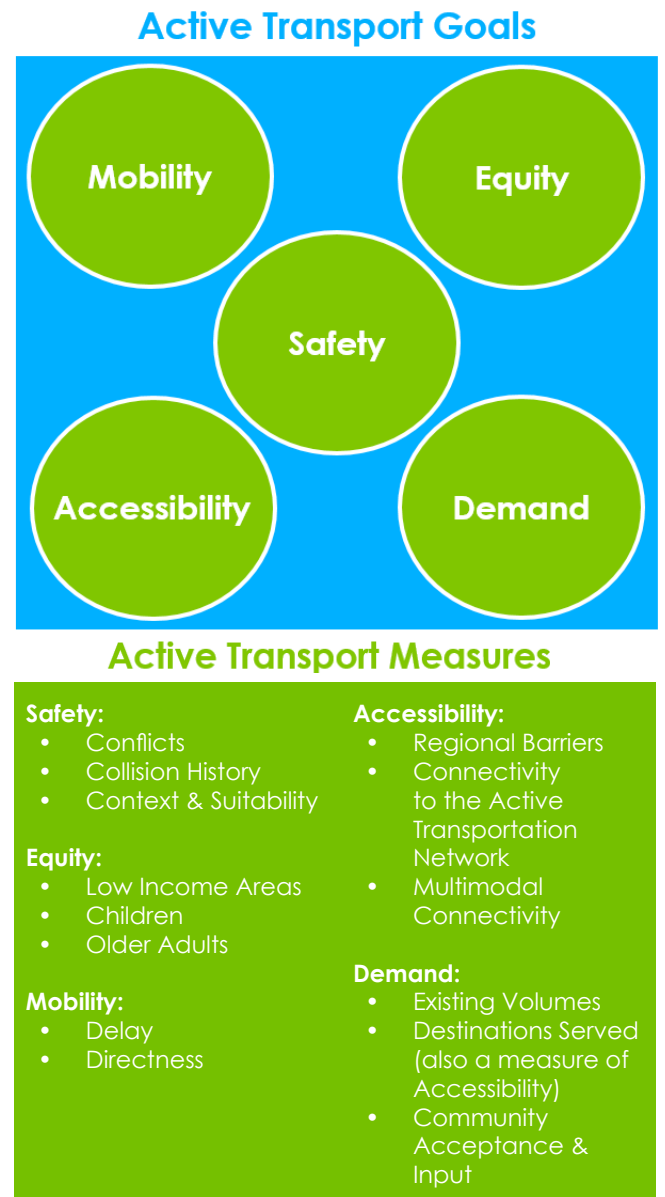 Active Transport Goals
Mobility
Equity
Safety
Accessibility
Demand
Active Transport Measures
Safety:
• Conflicts
• Collision History
• Context & Suitability
Equity:
• Low Income Areas
• Children
• Older Adults
Mobility:
• Delay
• Directness
Accessibility:
• Regional Barriers
• Connectivity
to the Active
Transportation
Network
• Multimodal
Connectivity
Demand:
• Existing Volumes
• Destinations Served
(also a measure of
Accessibility)
• Community
Acceptance &
Input